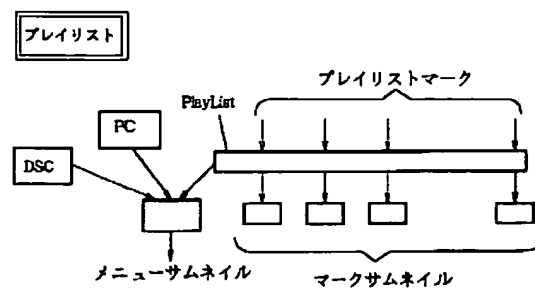 プレイリスト
プレイリストマーク
PlayList
PC
DSC
メニューサムネイル
マークサムネイル